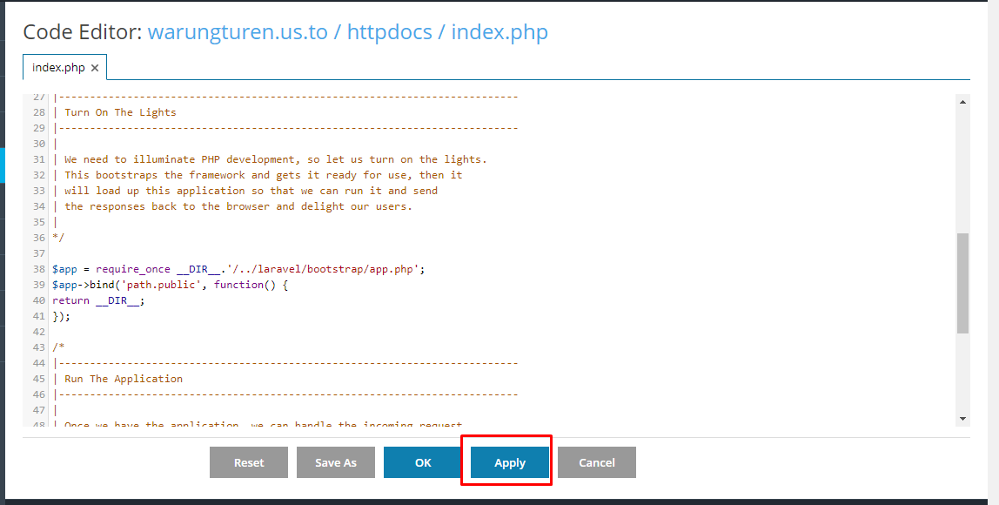 Code Editor: warungturen.us.to / httpdocs / index.php
index.php ×
27 |--------------------------------------------------------------------------
28 | Turn On The Lights
29 |--------------------------------------------------------------------------
30 |
31 | We need to illuminate PHP development, so let us turn on the lights.
32 | This bootstraps the framework and gets it ready for use, then it
33 | will load up this application so that we can run it and send
34 | the responses back to the browser and delight our users.
35 |
36 */
37
38 $app = require_once __DIR__.'/../laravel/bootstrap/app.php';
39 $app->bind('path.public', function() {
40 return __DIR__;
41 });
42
43 /*
44 |--------------------------------------------------------------------------
45 | Run The Application
46 |--------------------------------------------------------------------------
47 |
48 | Once we have the application, we can handle the incoming request
Reset Save As OK Apply Cancel